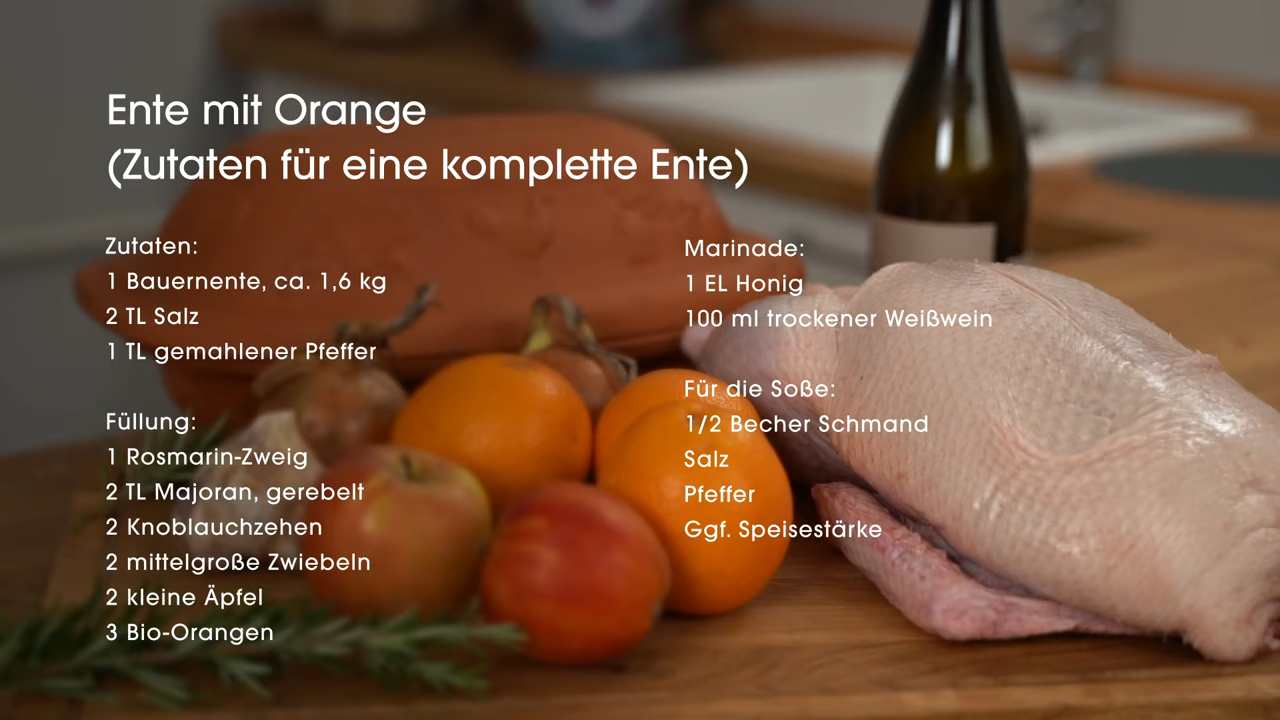 Ente mit Orange
(Zutaten für eine komplette Ente)
Zutaten:
1 Bauernente, ca. 1,6 kg
2 TL Salz
1 TL gemahlener Pfeffer
Füllung:
1 Rosmarin-Zweig
2 TL Majoran, gerebelt
2 Knoblauchzehen
2 mittelgroße Zwiebeln
2 kleine Äpfel
3 Bio-Orangen
Marinade:
1 EL Honig
100 ml trockener Weißwein
Für die Soße:
1/2 Becher Schmand
Salz
Pfeffer
Ggf. Speisestärke